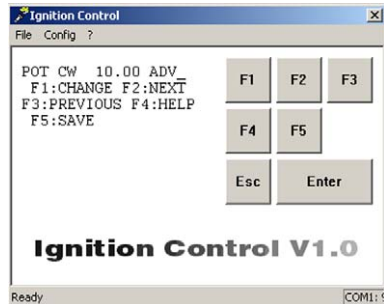 Ignition Control
File Config ?
POT CW 10.00 ADV_
F1:CHANGE F2:NEXT
F3:PREVIOUS F4:HELP
F5:SAVE
F1 F2 F3
F4 F5
Esc Enter
Ignition Control V1.0
Ready COM1: